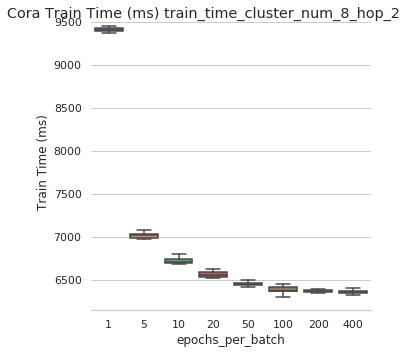 Cora Train Time (ms) train_time_cluster_num_8_hop_2
9500
9000
8500
8000
7500
7000
6500
Train Time (ms)
1 5 10 20 50 100 200 400
epochs_per_batch